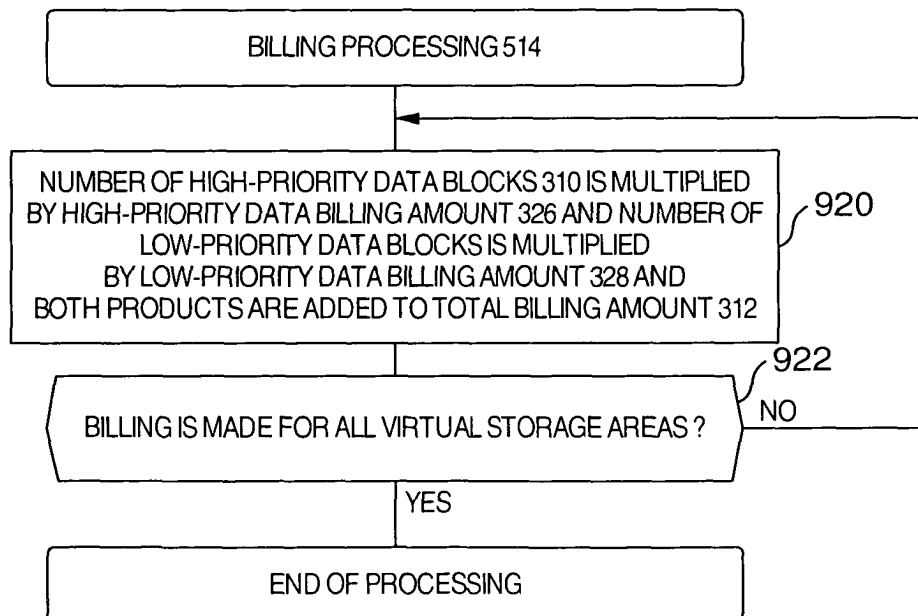 BILLING PROCESSING 514
NUMBER OF HIGH-PRIORITY DATA BLOCKS 310 IS MULTIPLIED
BY HIGH-PRIORITY DATA BILLING AMOUNT 326 AND NUMBER OF
LOW-PRIORITY DATA BLOCKS IS MULTIPLIED
BY LOW-PRIORITY DATA BILLING AMOUNT 328 AND
BOTH PRODUCTS ARE ADDED TO TOTAL BILLING AMOUNT 312
920
922
BILLING IS MADE FOR ALL VIRTUAL STORAGE AREAS ?
NO
YES
END OF PROCESSING